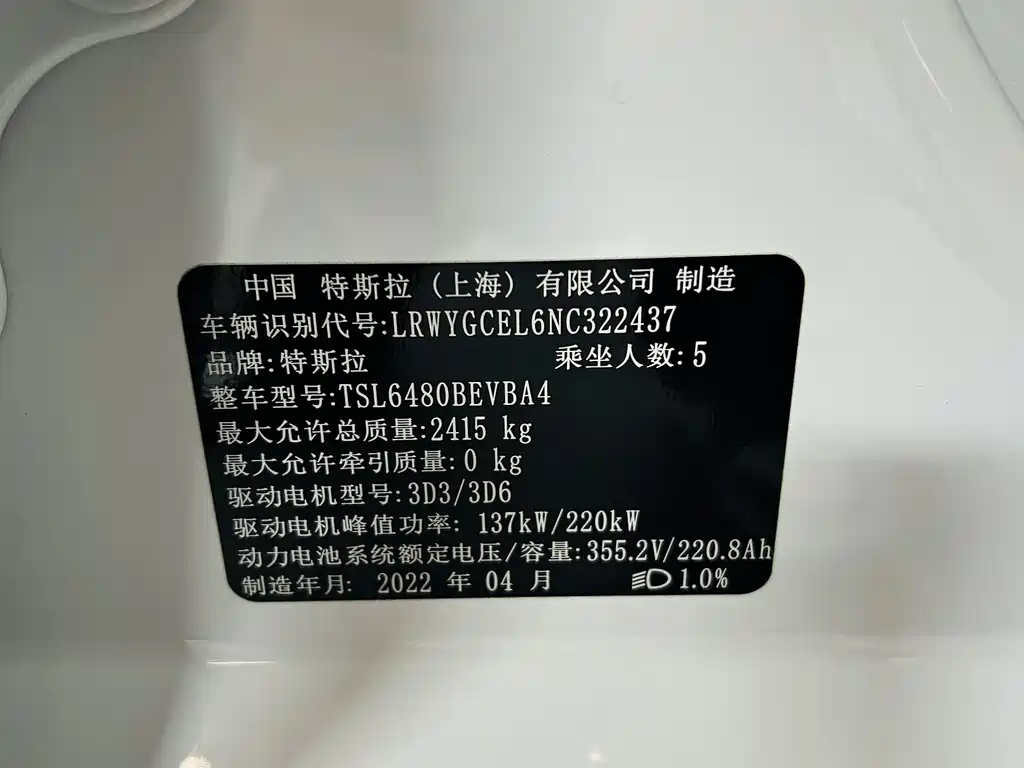 中国 特斯拉（上海）有限公司 制造
车辆识别代号:LRWYGCEL6NC322437
品牌:特斯拉 乘坐人数:5
整车型号:TSL6480BEVBA4
最大允许总质量:2415 kg
最大允许牵引质量:0 kg
驱动电机型号:3D3/3D6
驱动电机峰值功率: 137kW/220kW
动力电池系统额定电压/容量:355.2V/220.8Ah
制造年月: 2022 年 04 月 1.0%